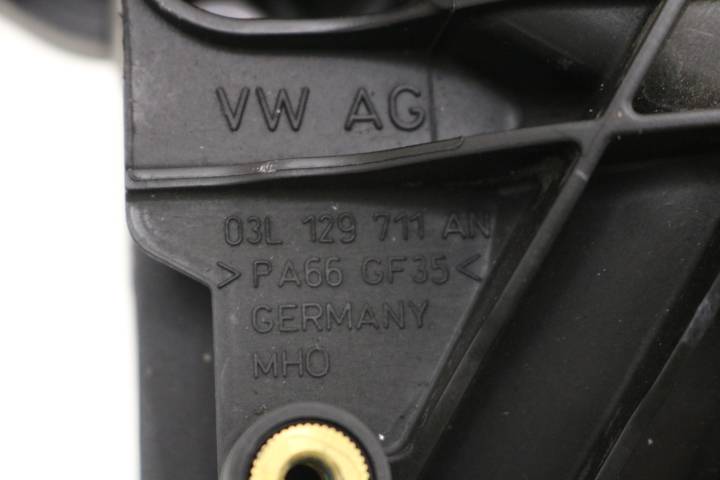 VW AG
03L 129 711 AN
>PA66 GF35<
GERMANY
MHO